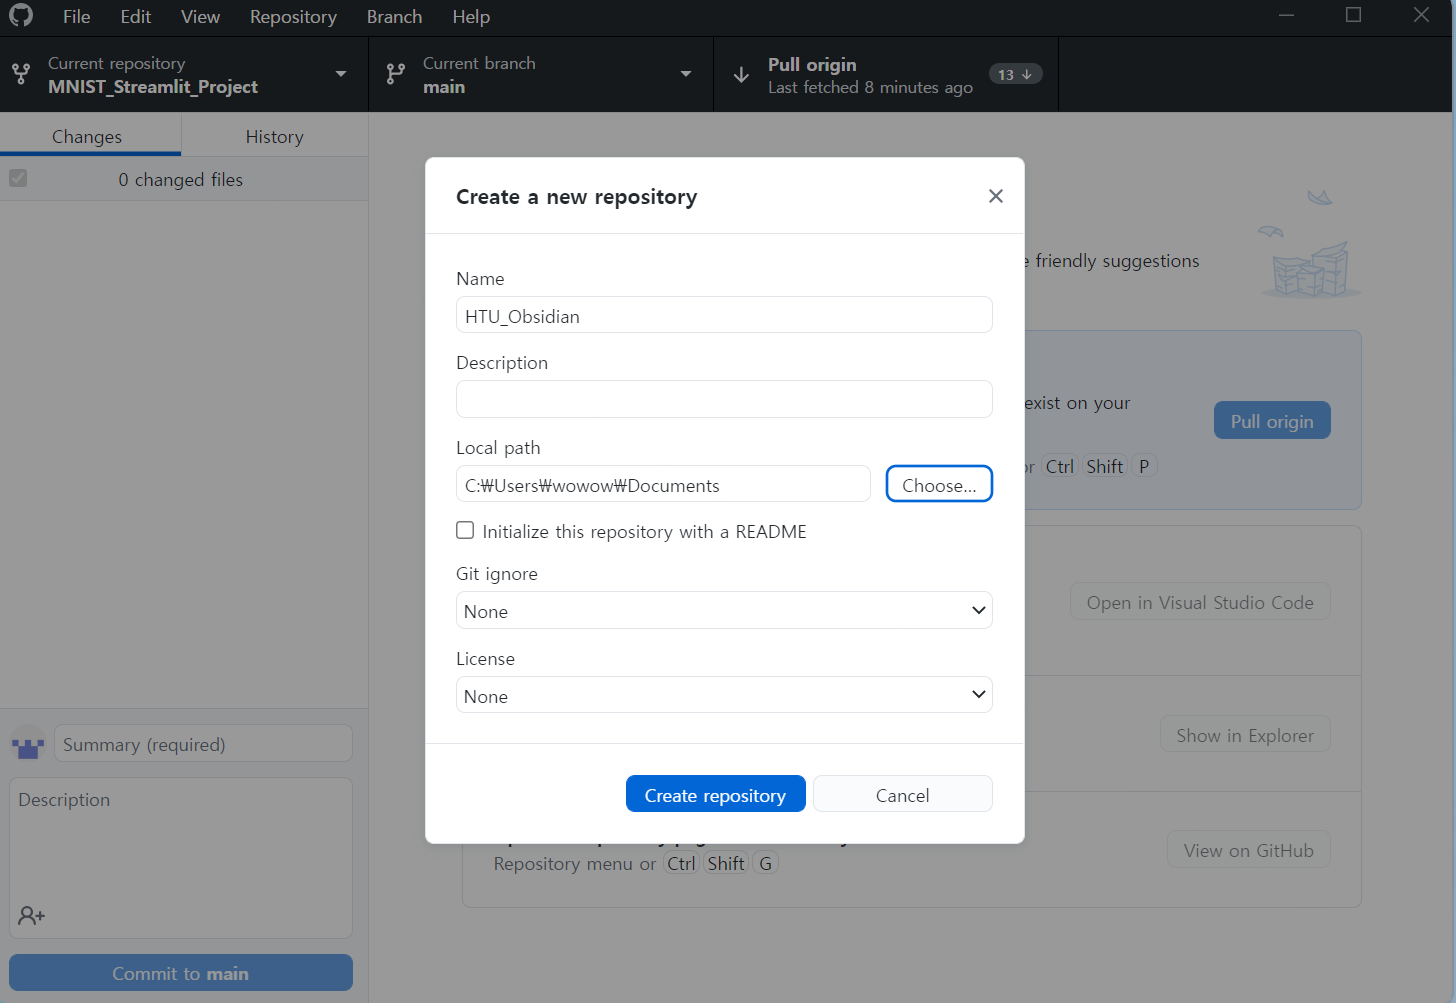 File Edit View Repository Branch Help
Current repository
MNIST_Streamlit_Project
Current branch
main
Pull origin
Last fetched 8 minutes ago
13
Changes History
0 changed files
Create a new repository
Name
HTU_Obsidian
Description
Local path
C:₩Users₩wowow₩Documents
Choose...
Initialize this repository with a README
Git ignore
None
License
None
Create repository
Cancel
friendly suggestions
exist on your
Pull origin
or Ctrl Shift P
Open in Visual Studio Code
Show in Explorer
View on GitHub
Repository menu or Ctrl Shift G
Summary (required)
Description
Commit to main